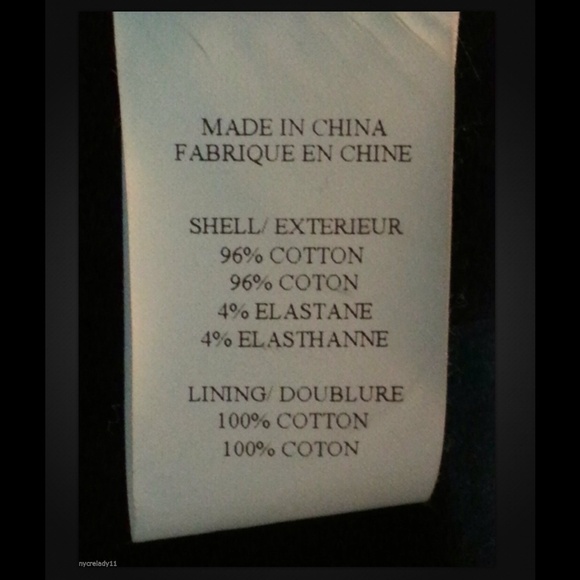 MADE IN CHINA
FABRIQUE EN CHINE
SHELL/ EXTERIEUR
96% COTTON
96% COTON
4% ELASTANE
4% ELASTHANNE
LINING/ DOUBLURE
100% COTTON
100% COTON
nycrelady11